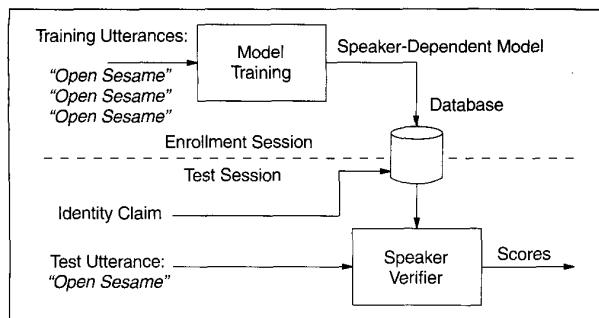 Training Utterances:
"Open Sesame"
"Open Sesame"
"Open Sesame"
Model
Training
Speaker-Dependent Model
Database
Enrollment Session
Test Session
Identity Claim
Test Utterance:
"Open Sesame"
Speaker
Verifier
Scores